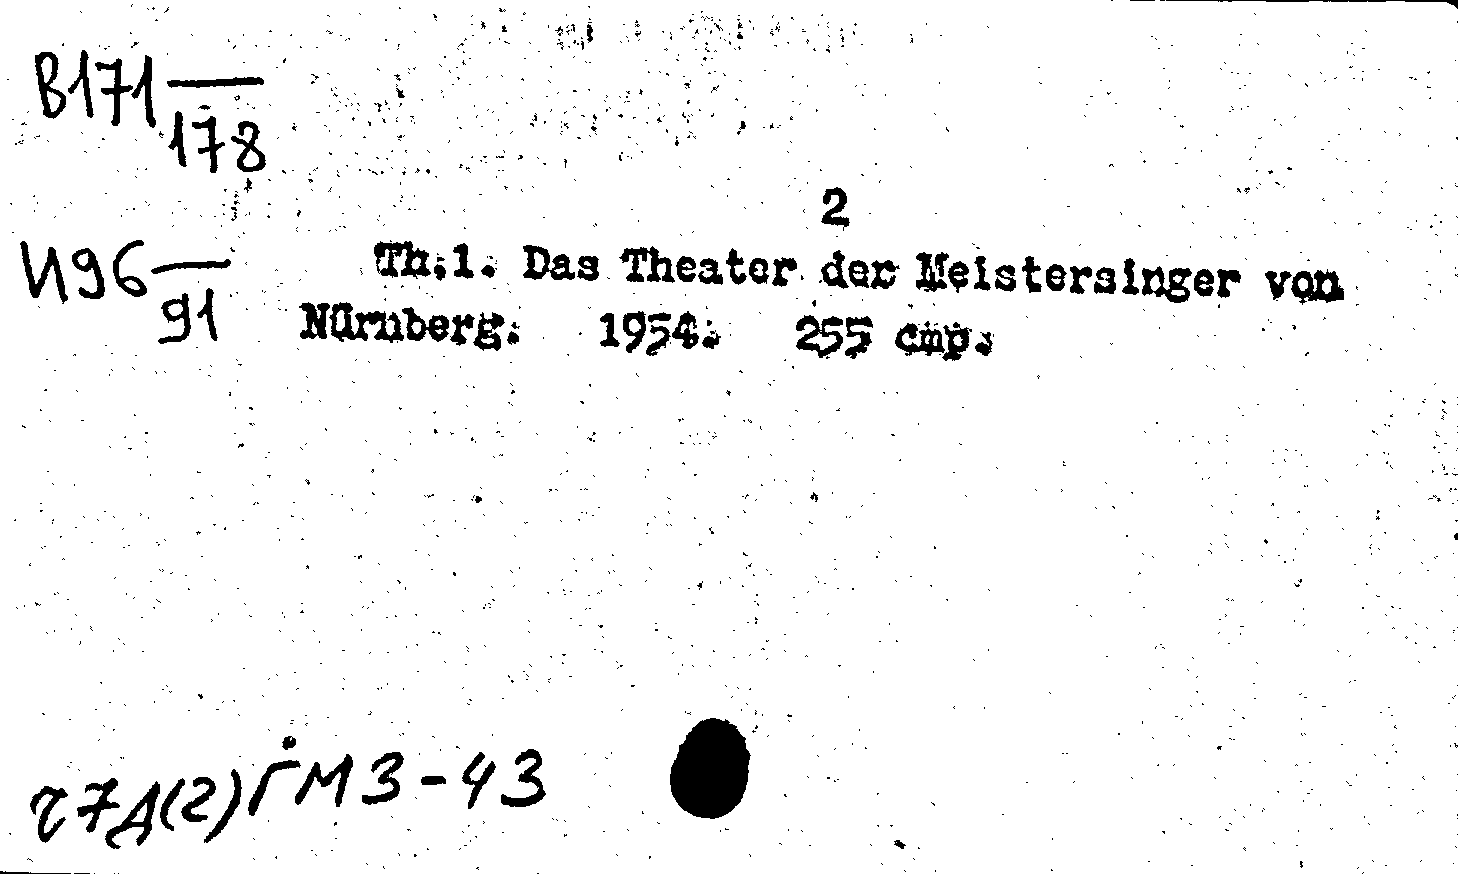 В171
178
2
И96
91
Th.1. Das Theater der Meistersinger von
Nürnberg. 1954. 255 стр.
г7Д(2)ГМ3-43